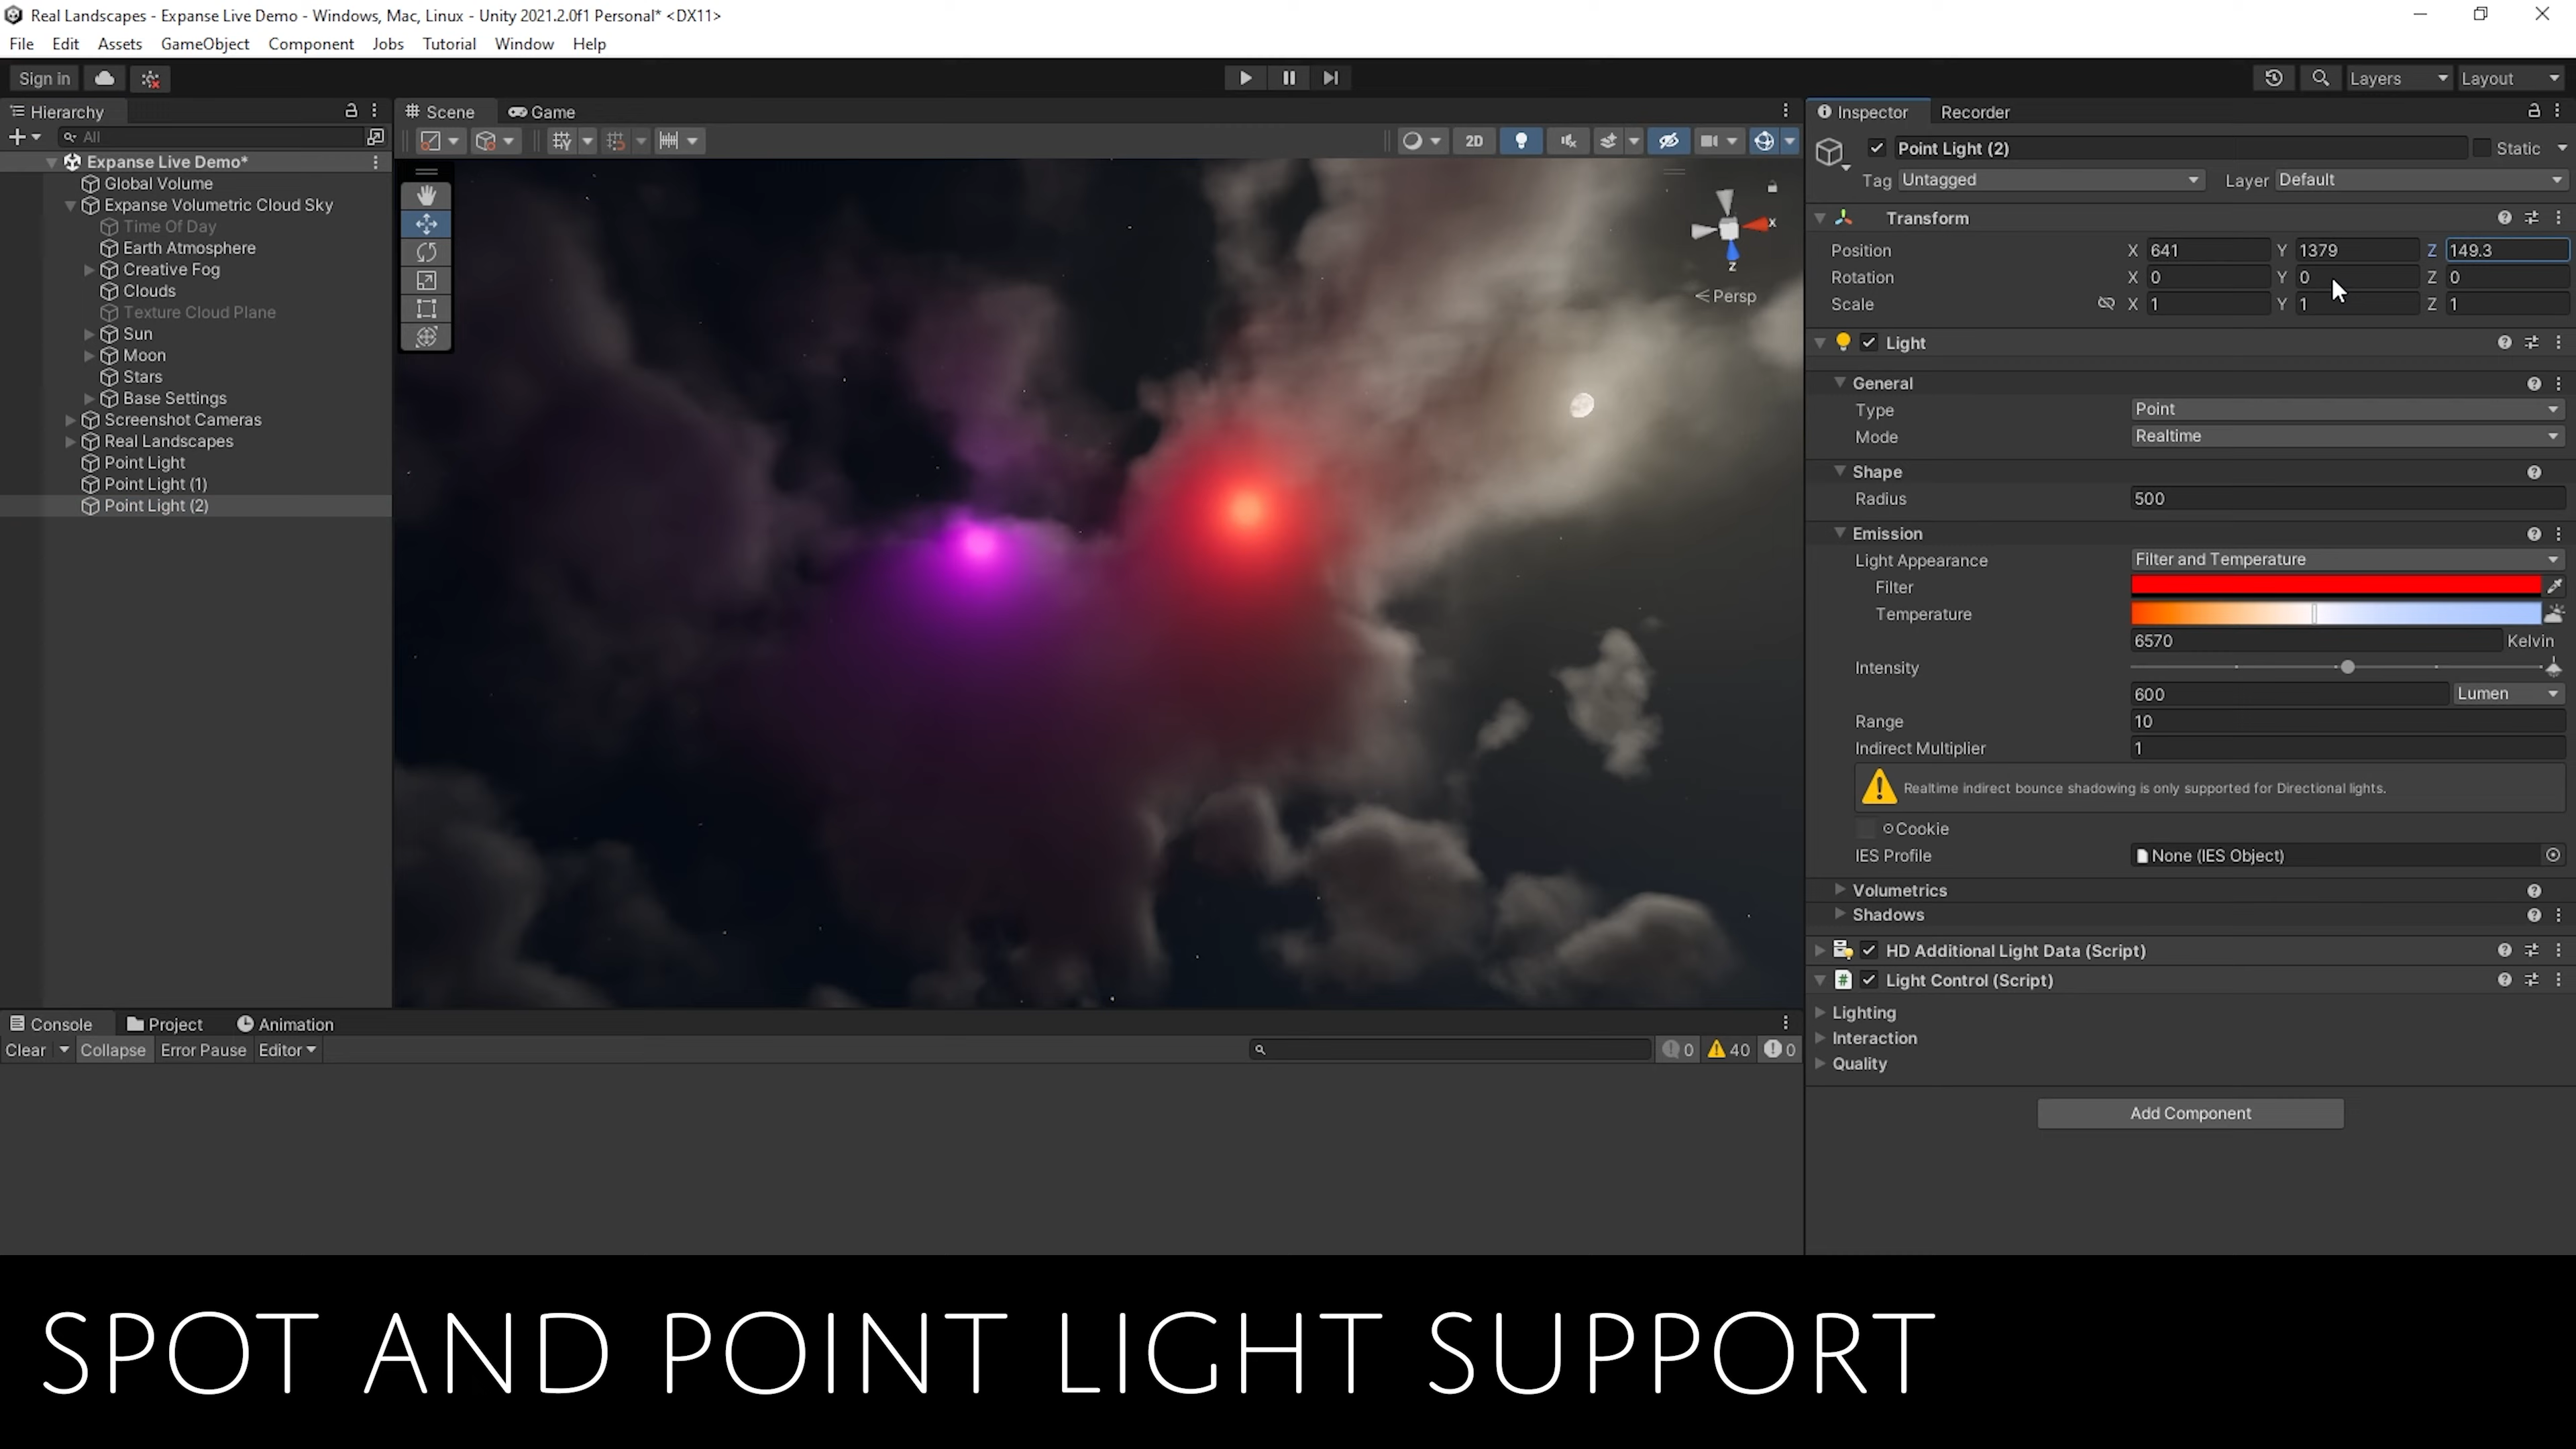 Real Landscapes - Expanse Live Demo - Windows, Mac, Linux - Unity 2021.2.0f1 Personal* <DX11>
File Edit Assets GameObject Component Jobs Tutorial Window Help
Sign in
Layers Layout
Hierarchy
All
Expanse Live Demo*
Global Volume
Expanse Volumetric Cloud Sky
Time Of Day
Earth Atmosphere
Creative Fog
Clouds
Texture Cloud Plane
Sun
Moon
Stars
Base Settings
Screenshot Cameras
Real Landscapes
Point Light
Point Light (1)
Point Light (2)
Scene Game
2D
x
z
Persp
Inspector Recorder
Point Light (2) Static
Tag Untagged Layer Default
Transform
Position X 641 Y 1379 Z 149.3
Rotation X 0 Y 0 Z 0
Scale X 1 Y 1 Z 1
Light
General
Type Point
Mode Realtime
Shape
Radius 500
Emission
Light Appearance Filter and Temperature
Filter
Temperature
6570 Kelvin
Intensity
600 Lumen
Range 10
Indirect Multiplier 1
Realtime indirect bounce shadowing is only supported for Directional lights.
Cookie
IES Profile None (IES Object)
Volumetrics
Shadows
HD Additional Light Data (Script)
# Light Control (Script)
Lighting
Interaction
Quality
Add Component
Console Project Animation
Clear Collapse Error Pause Editor 0 40 0
SPOT AND POINT LIGHT SUPPORT